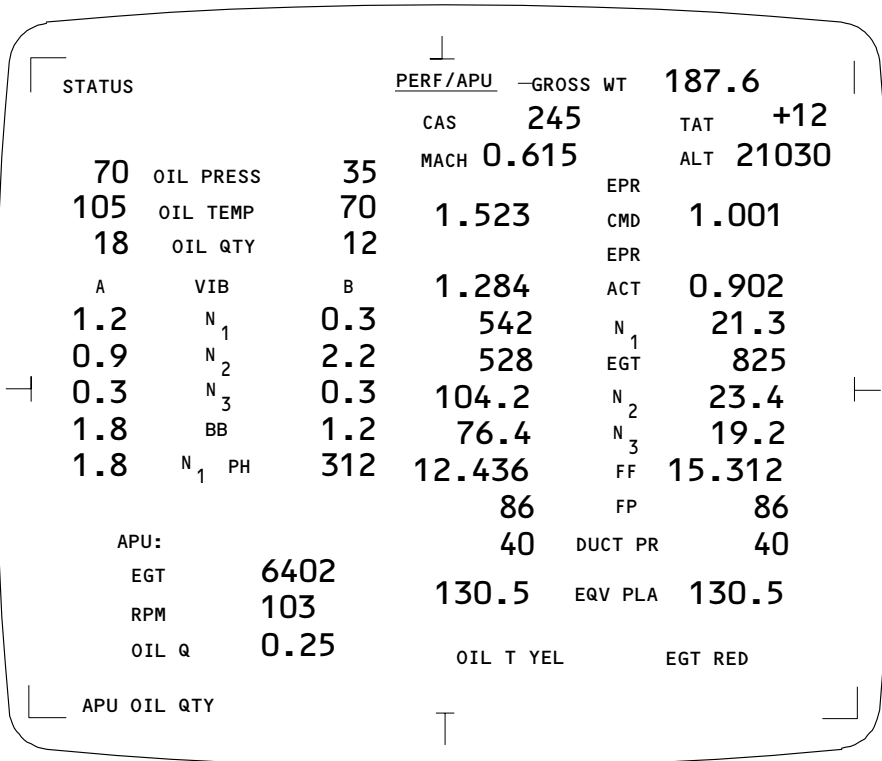 STATUS PERF/APU GROSS WT 187.6
CAS 245 TAT +12
MACH 0.615 ALT 21030
70 OIL PRESS 35
EPR
105 OIL TEMP 70 1.523 CMD 1.001
18 OIL QTY 12
EPR
A VIB B 1.284 ACT 0.902
1.2 N1 0.3 542 N1 21.3
0.9 N2 2.2 528 EGT 825
0.3 N3 0.3 104.2 N2 23.4
1.8 BB 1.2 76.4 N3 19.2
1.8 N1 PH 312 12.436 FF 15.312
86 FP 86
APU: 40 DUCT PR 40
EGT 6402
130.5 EQV PLA 130.5
RPM 103
OIL Q 0.25 OIL T YEL EGT RED
APU OIL QTY